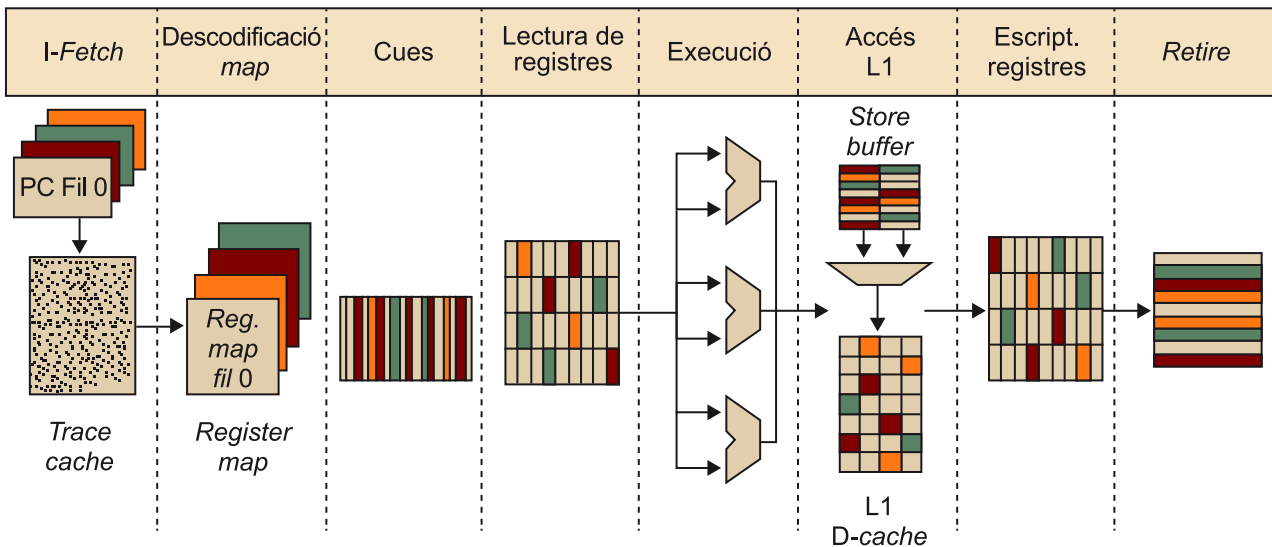 I-Fetch
Descodificació
map
Cues
Lectura de
registres
Execució
Accés
L1
Escript.
registres
Retire
PC Fil 0
Trace
cache
Reg.
map
fil 0
Register
map
Store
buffer
L1
D-cache